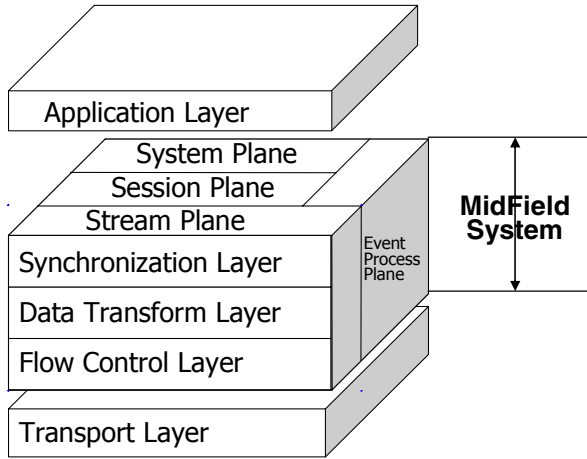 Application Layer
System Plane
Session Plane
Stream Plane
Synchronization Layer
Data Transform Layer
Flow Control Layer
Event
Process
Plane
Transport Layer
MidField
System